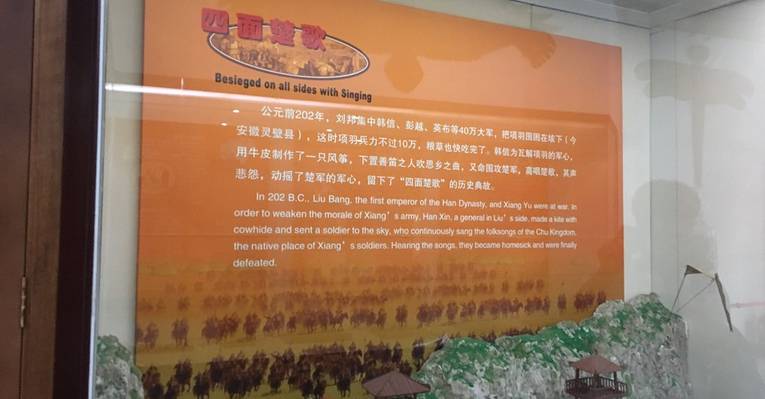 四面楚歌
Besieged on all sides with Singing
公元前202年，刘邦集中韩信、彭越、英布等40万大军，把项羽围困在垓下（今
安徽灵璧县），这时项羽兵力不过10万，粮草也快吃完了。韩信为瓦解项羽的军心，
用牛皮制作了一只风筝，下置善笛之人吹思乡之曲，又命围攻楚军，高唱楚歌，其声
悲怨，动摇了楚军的军心，留下了“四面楚歌”的历史典故。
In 202 B.C., Liu Bang, the first emperor of the Han Dynasty, and Xiang Yu were at war. In
order to weaken the morale of Xiang’s army, Han Xin, a general in Liu’s side, made a kite with
cowhide and sent a soldier to the sky, who continuously sang the folksongs of the Chu Kingdom,
the native place of Xiang’s soldiers. Hearing the songs, they became homesick and were finally
defeated.